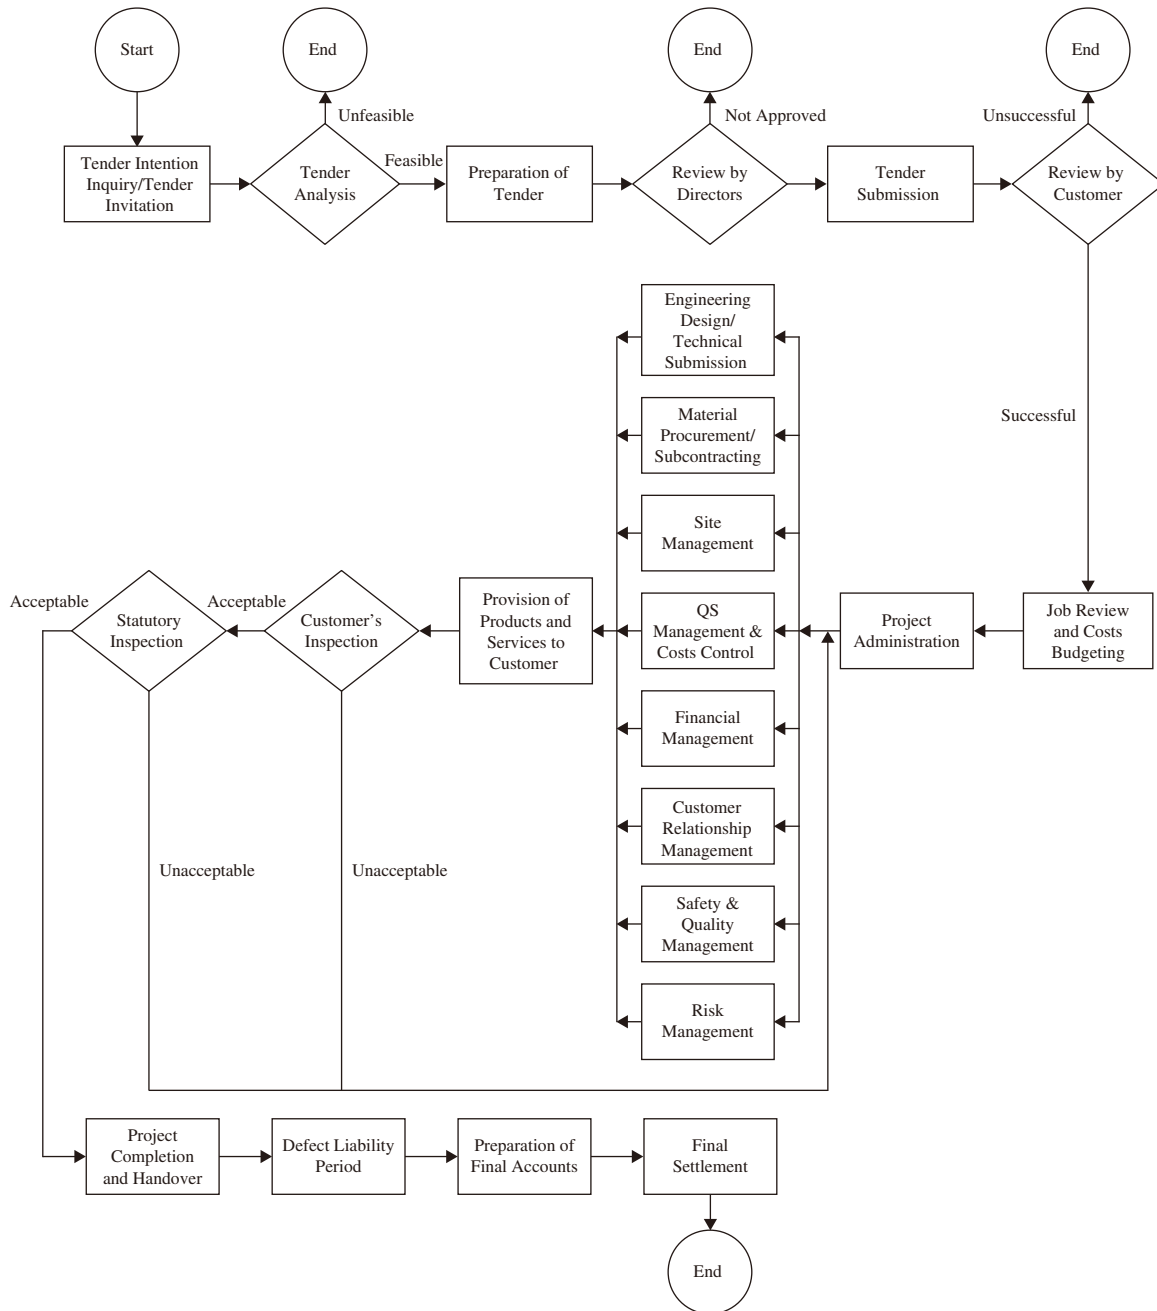 Start
End
End
End
Unfeasible
Not Approved
Unsuccessful
Tender Intention
Inquiry/Tender
Invitation
Tender
Analysis
Feasible
Preparation of
Tender
Review by
Directors
Tender
Submission
Review by
Customer
Engineering
Design/
Technical
Submission
Material
Procurement/
Subcontracting
Successful
Site
Management
Acceptable
Statutory
Inspection
Acceptable
Customer’s
Inspection
Provision of
Products and
Services to
Customer
QS
Management &
Costs Control
Project
Administration
Job Review
and Costs
Budgeting
Financial
Management
Customer
Relationship
Management
Unacceptable
Unacceptable
Safety &
Quality
Management
Risk
Management
Project
Completion
and Handover
Defect Liability
Period
Preparation of
Final Accounts
Final
Settlement
End